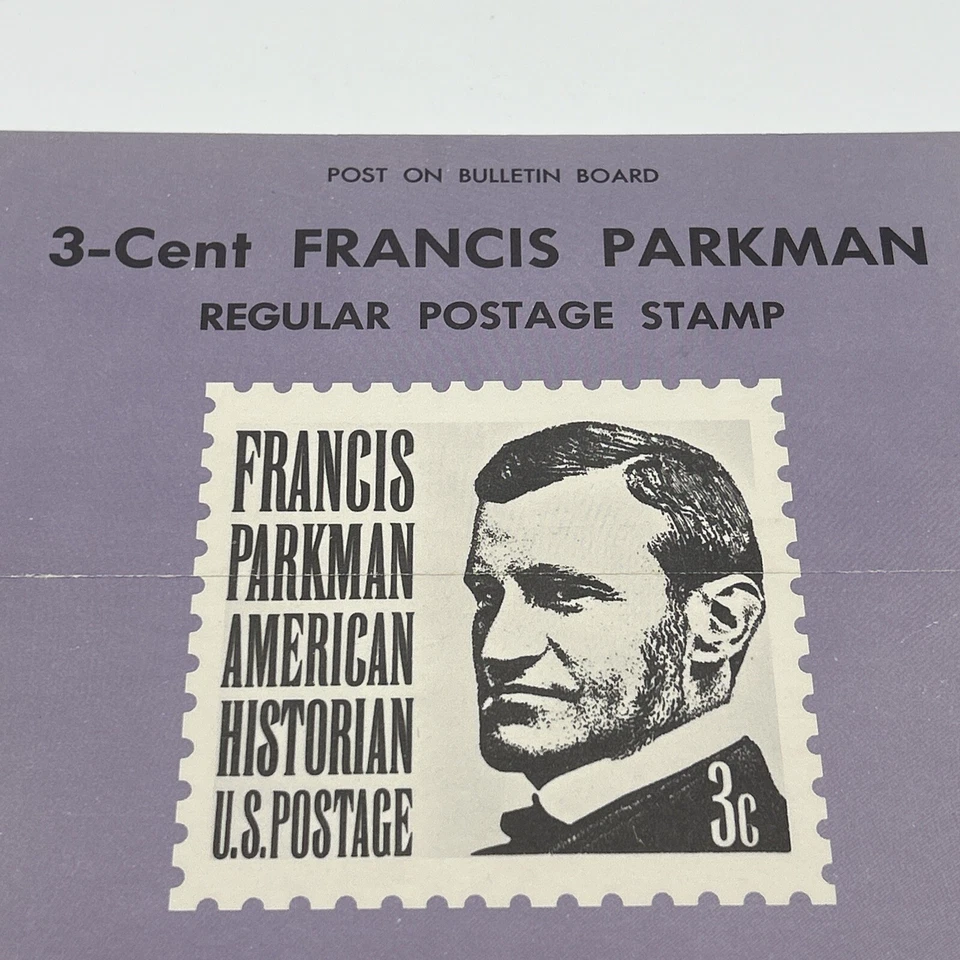 POST ON BULLETIN BOARD
3-Cent FRANCIS PARKMAN
REGULAR POSTAGE STAMP
FRANCIS
PARKMAN
AMERICAN
HISTORIAN
U.S.POSTAGE
3c